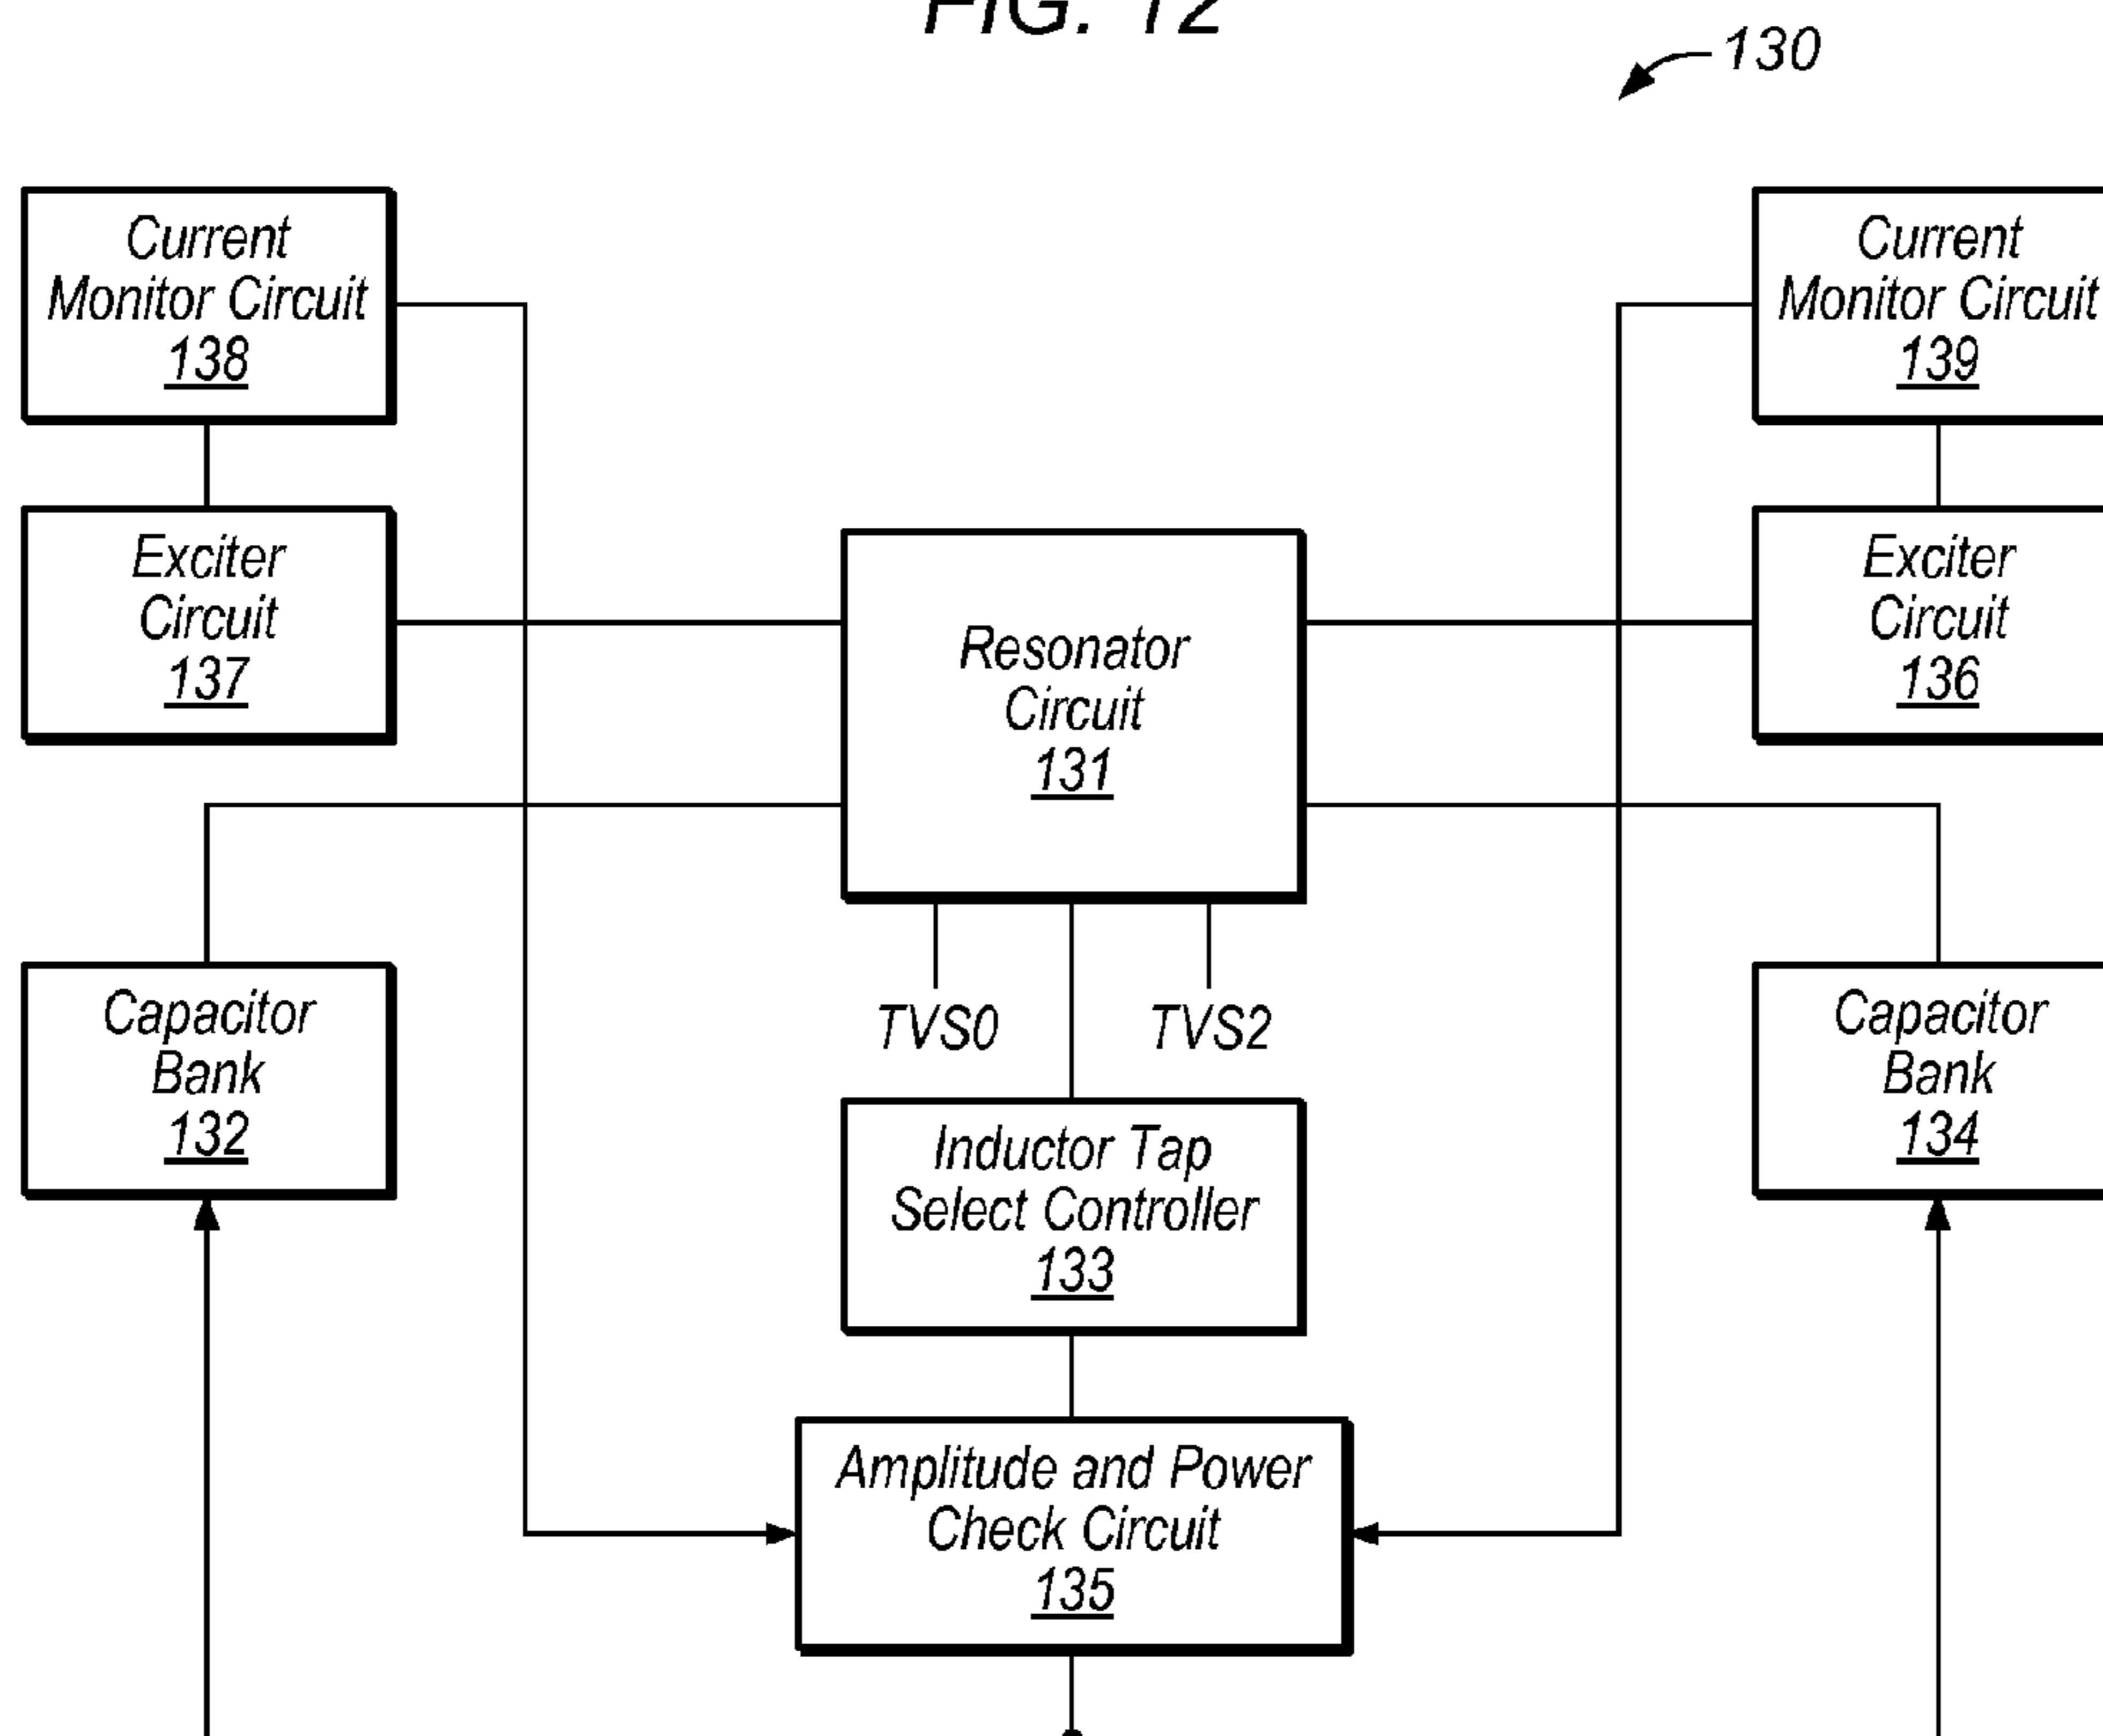 FIG. 12
130
Current
Monitor Circuit
138
Current
Monitor Circuit
139
Exciter
Circuit
137
Resonator
Circuit
131
Exciter
Circuit
136
TVS0
TVS2
Capacitor
Bank
132
Capacitor
Bank
134
Inductor Tap
Select Controller
133
Amplitude and Power
Check Circuit
135